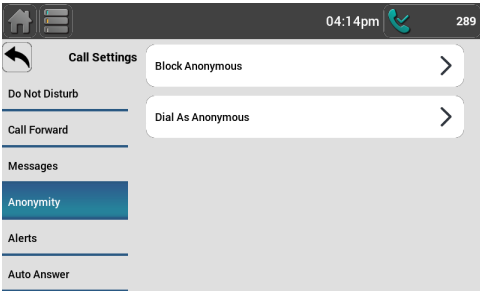 04:14pm
289
Call Settings
Do Not Disturb
Call Forward
Messages
Anonymity
Alerts
Auto Answer
Block Anonymous
Dial As Anonymous